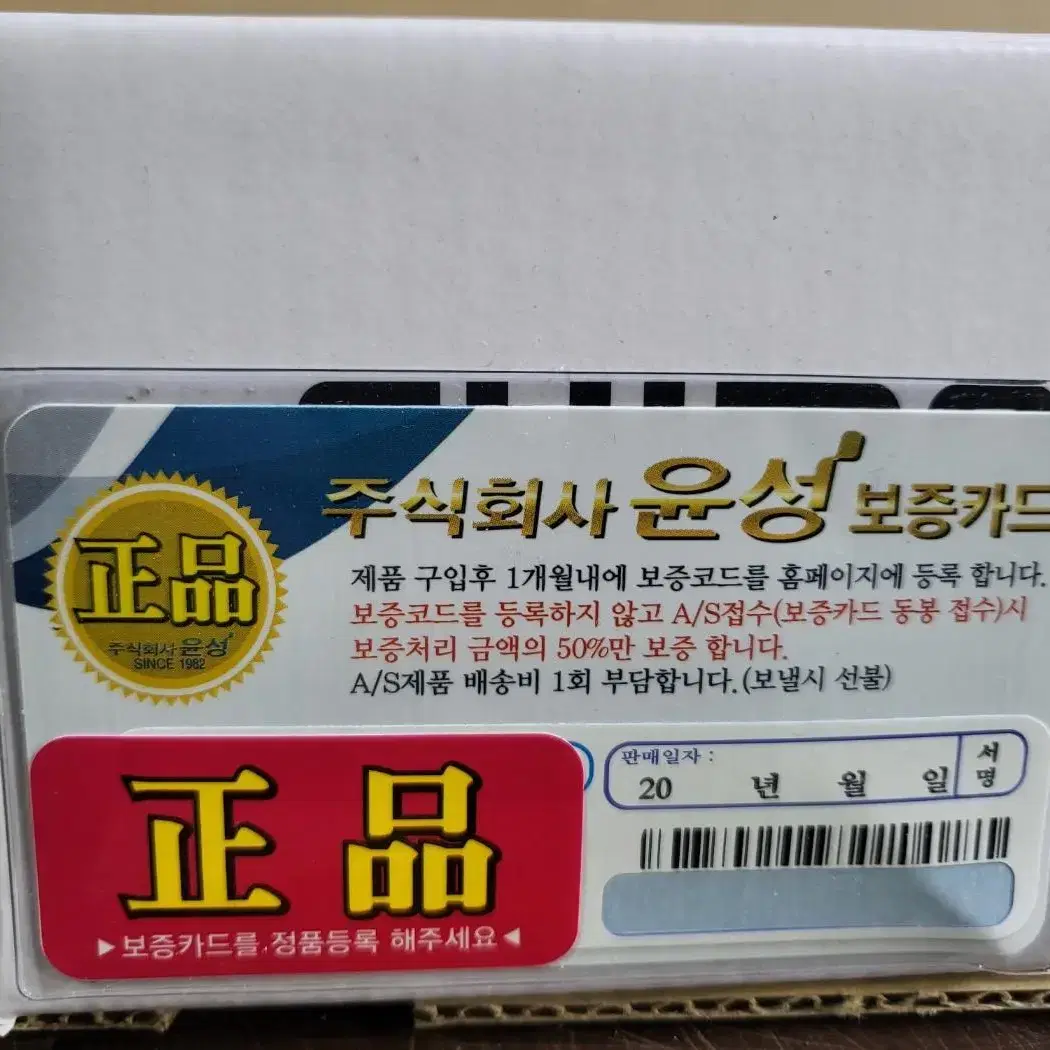 주식회사 윤성 보증카드
제품 구입후 1개월내에 보증코드를 홈페이지에 등록 합니다.
보증코드를 등록하지 않고 A/S접수(보증카드 동봉 접수)시
보증처리 금액의 50%만 보증 합니다.
A/S제품 배송비 1회 부담합니다.(보낼시 선불)
正品
주식회사 윤성
SINCE 1982
판매일자 :
20 년 월 일
서명
正品
▶보증카드를 정품등록 해주세요◀